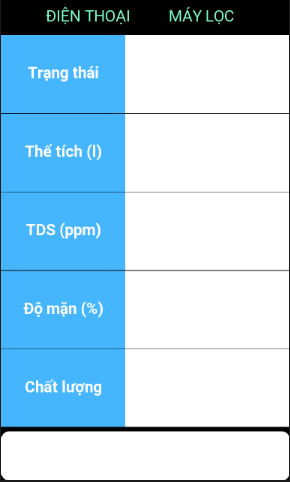 ĐIỆN THOẠI MÁY LỌC
Trạng thái
Thể tích (l)
TDS (ppm)
Độ mặn (%)
Chất lượng